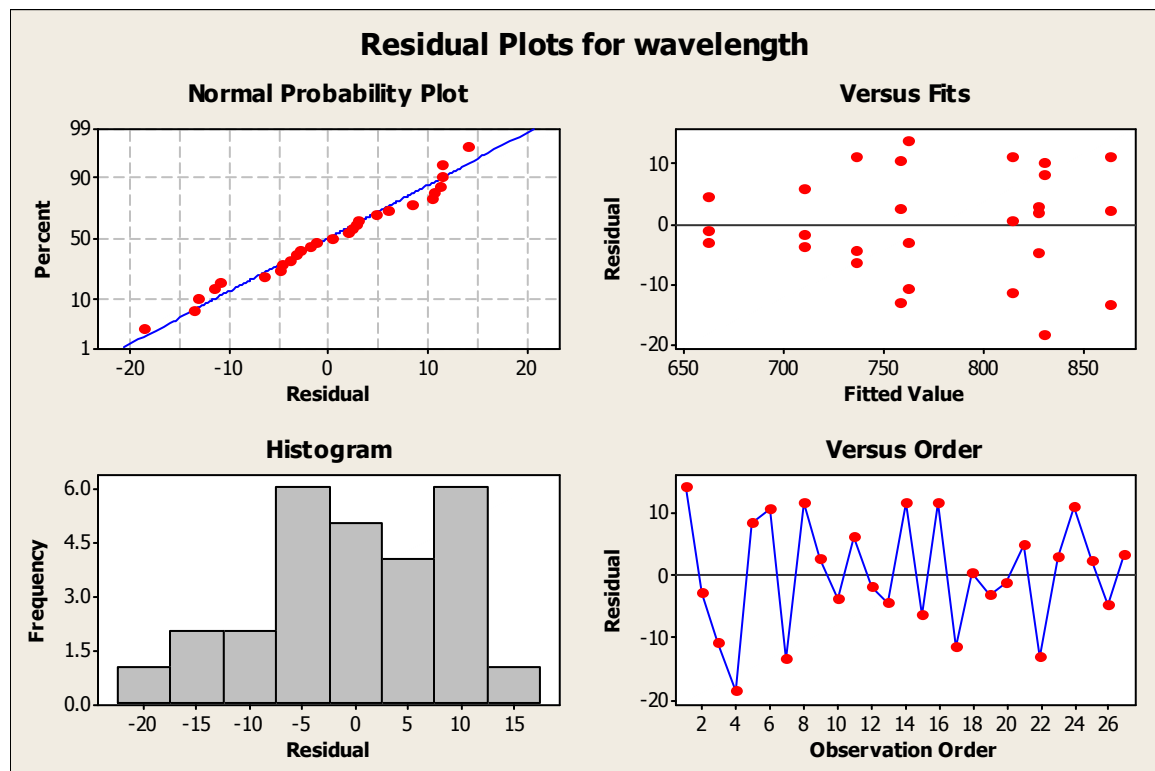 Residual Plots for wavelength
Normal Probability Plot
99
90
50
10
1
Percent
-20 -10 0 10 20
Residual
Versus Fits
10
0
-10
-20
Residual
650 700 750 800 850
Fitted Value
Histogram
6.0
4.5
3.0
1.5
0.0
Frequency
-20 -15 -10 -5 0 5 10 15
Residual
Versus Order
10
0
-10
-20
Residual
2 4 6 8 10 12 14 16 18 20 22 24 26
Observation Order